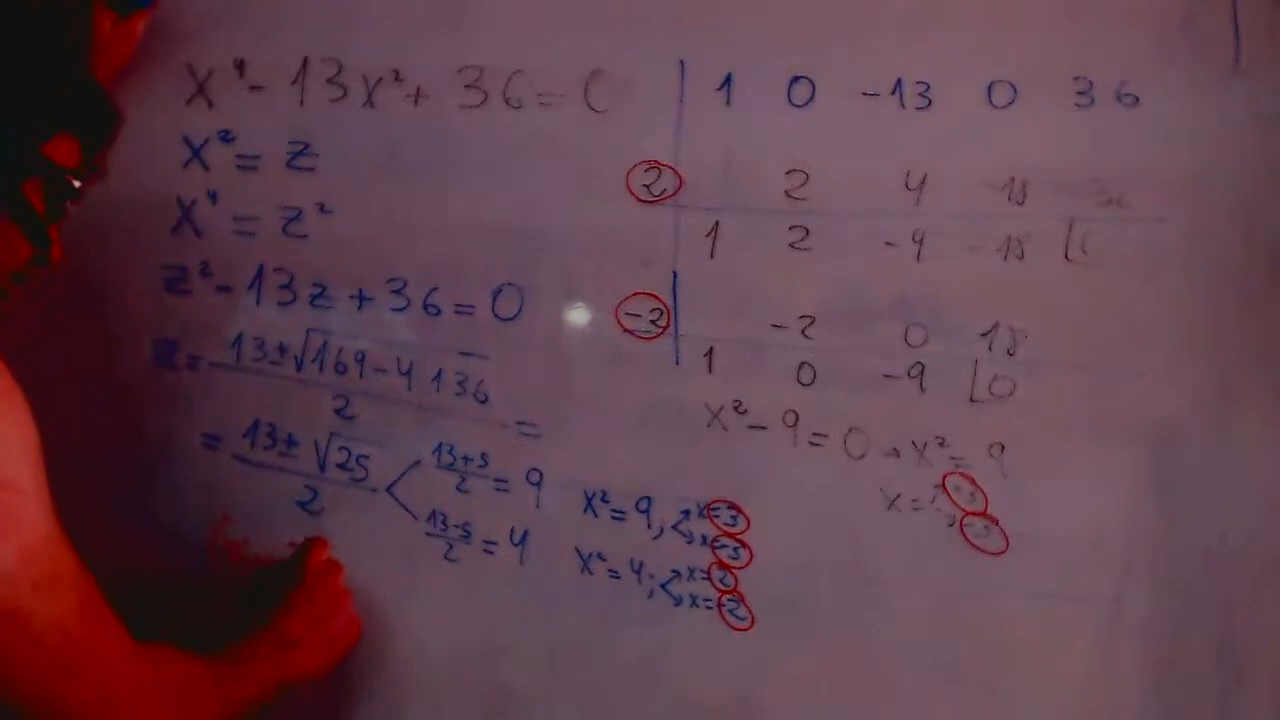 x⁴ - 13x² + 36 = 0
x² = z
x⁴ = z²
z² - 13z + 36 = 0
z = 13 ± √169 - 4 1 36 / 2 =
= 13 ± √25 / 2
13+5 / 2 = 9
13-5 / 2 = 4
x² = 9, x = 3
x = -3
x² = 4; x = 2
x = -2
1 0 -13 0 36
2 2 4 -18
1 2 -9 -18
-2 -2 0 18
1 0 -9 0
x² - 9 = 0 → x² = 9
x =